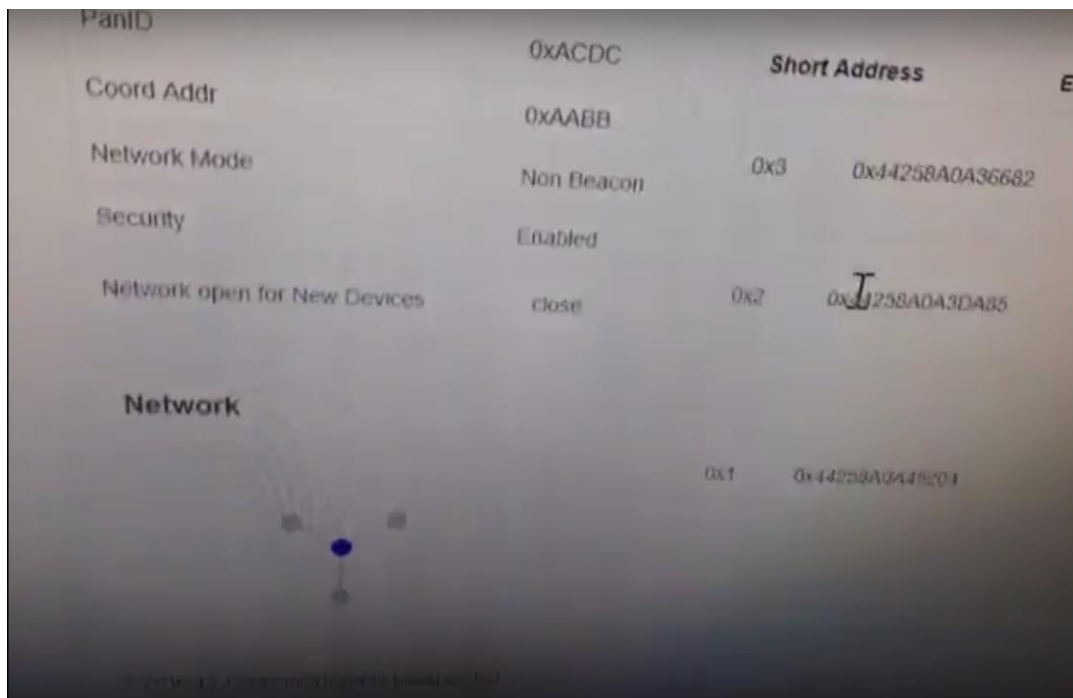 PanID
0xACDC
Short Address
E
Coord Addr
0xAABB
Network Mode
Non Beacon
0x3 0x44258A0A36682
Security
Enabled
Network open for New Devices
close
0x2 258A0A3DA85
Network
0x1